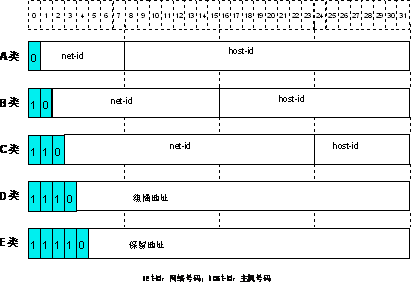 0 1 2 3 4 5 6 7 8 9 10 11 12 13 14 15 16 17 18 19 20 21 22 23 24 25 26 27 28 29 30 31
A类 0 net-id host-id
B类 1 0 net-id host-id
C类 1 1 0 net-id host-id
D类 1 1 1 0 组播地址
E类 1 1 1 1 0 保留地址
net-id：网络号码；host-id：主机号码